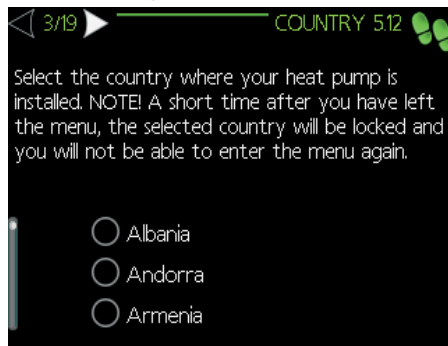 3/19 COUNTRY 5.12
Select the country where your heat pump is
installed. NOTE! A short time after you have left
the menu, the selected country will be locked and
you will not be able to enter the menu again.
Albania
Andorra
Armenia